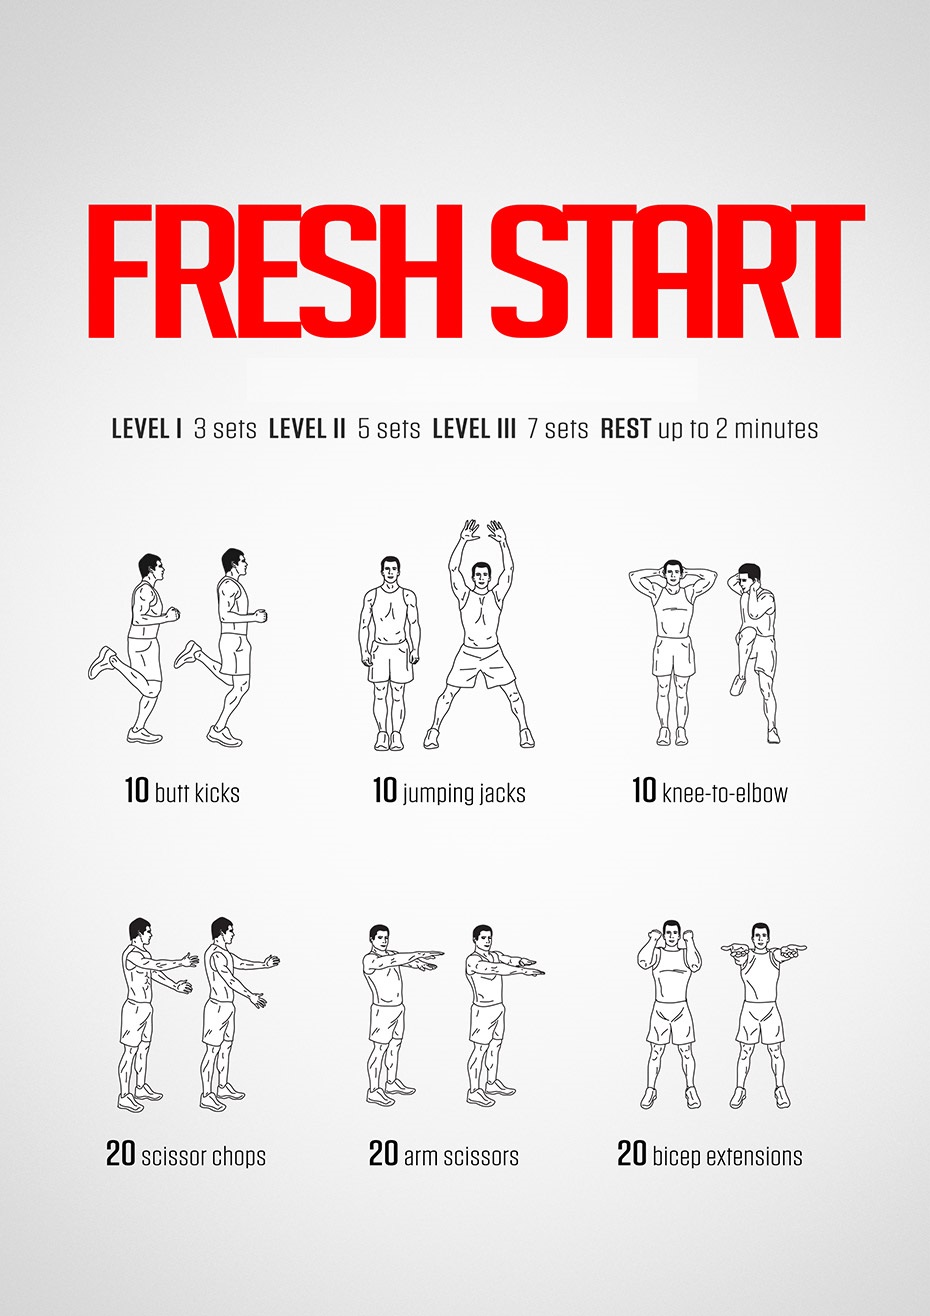 FRESH START
LEVEL I 3 sets LEVEL II 5 sets LEVEL III 7 sets REST up to 2 minutes
10 butt kicks
10 jumping jacks
10 knee-to-elbow
20 scissor chops
20 arm scissors
20 bicep extensions